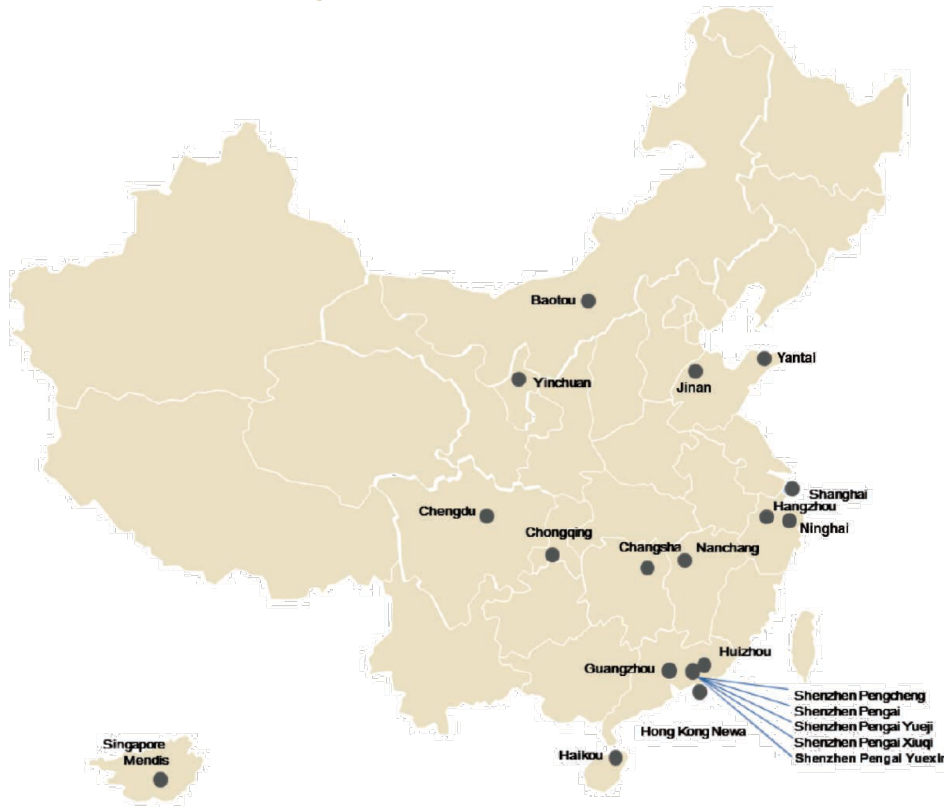 Baotou
Yantai
Yinchuan
Jinan
Shanghai
Hangzhou
Ninghai
Chengdu
Chongqing
Changsha
Nanchang
Huizhou
Guangzhou
Shenzhen Pengcheng
Shenzhen Pengai
Shenzhen Pengai Yueji
Shenzhen Pengai Xiuqi
Shenzhen Pengai Yuexin
Hong Kong Newa
Haikou
Singapore
Mendis